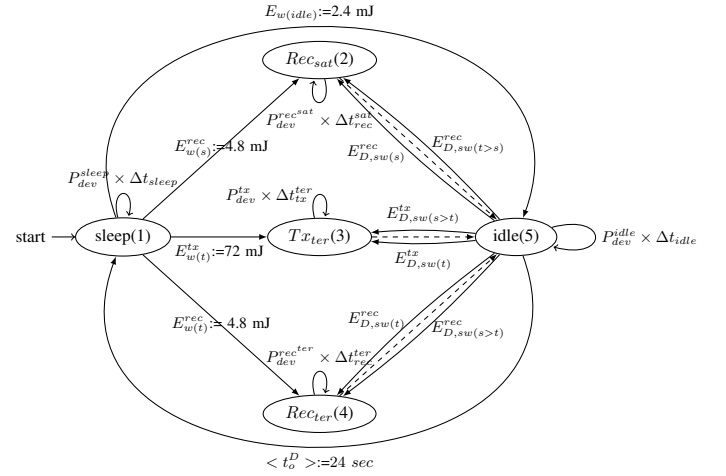 E_{w(idle)}:=2.4 mJ
Rec_{sat}(2)
P_{dev}^{rec^{sat}} × Δt_{rec}^{sat}
E_{w(s)}^{rec}:=4.8 mJ
E_{D,sw(s)}^{rec}
E_{D,sw(t>s)}^{rec}
P_{dev}^{sleep} × Δt_{sleep}
P_{dev}^{tx} × Δt_{tx}^{ter}
E_{D,sw(s>t)}^{tx}
start
sleep(1)
E_{w(t)}^{tx}:=72 mJ
Tx_{ter}(3)
E_{D,sw(t)}^{tx}
idle(5)
P_{dev}^{idle} × Δt_{idle}
E_{w(t)}^{rec}:=4.8 mJ
E_{D,sw(t)}^{rec}
E_{D,sw(s>t)}^{rec}
P_{dev}^{rec^{ter}} × Δt_{rec}^{ter}
Rec_{ter}(4)
< t_o^D >:=24 sec